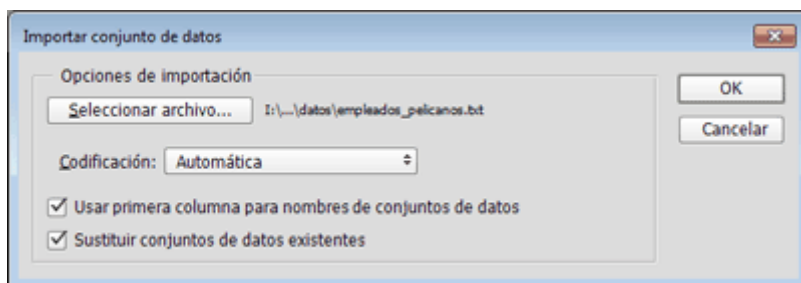 Importar conjunto de datos
Opciones de importación
Seleccionar archivo... I:\...\datos\empleados_pelicanos.txt
OK
Cancelar
Codificación: Automática
Usar primera columna para nombres de conjuntos de datos
Sustituir conjuntos de datos existentes